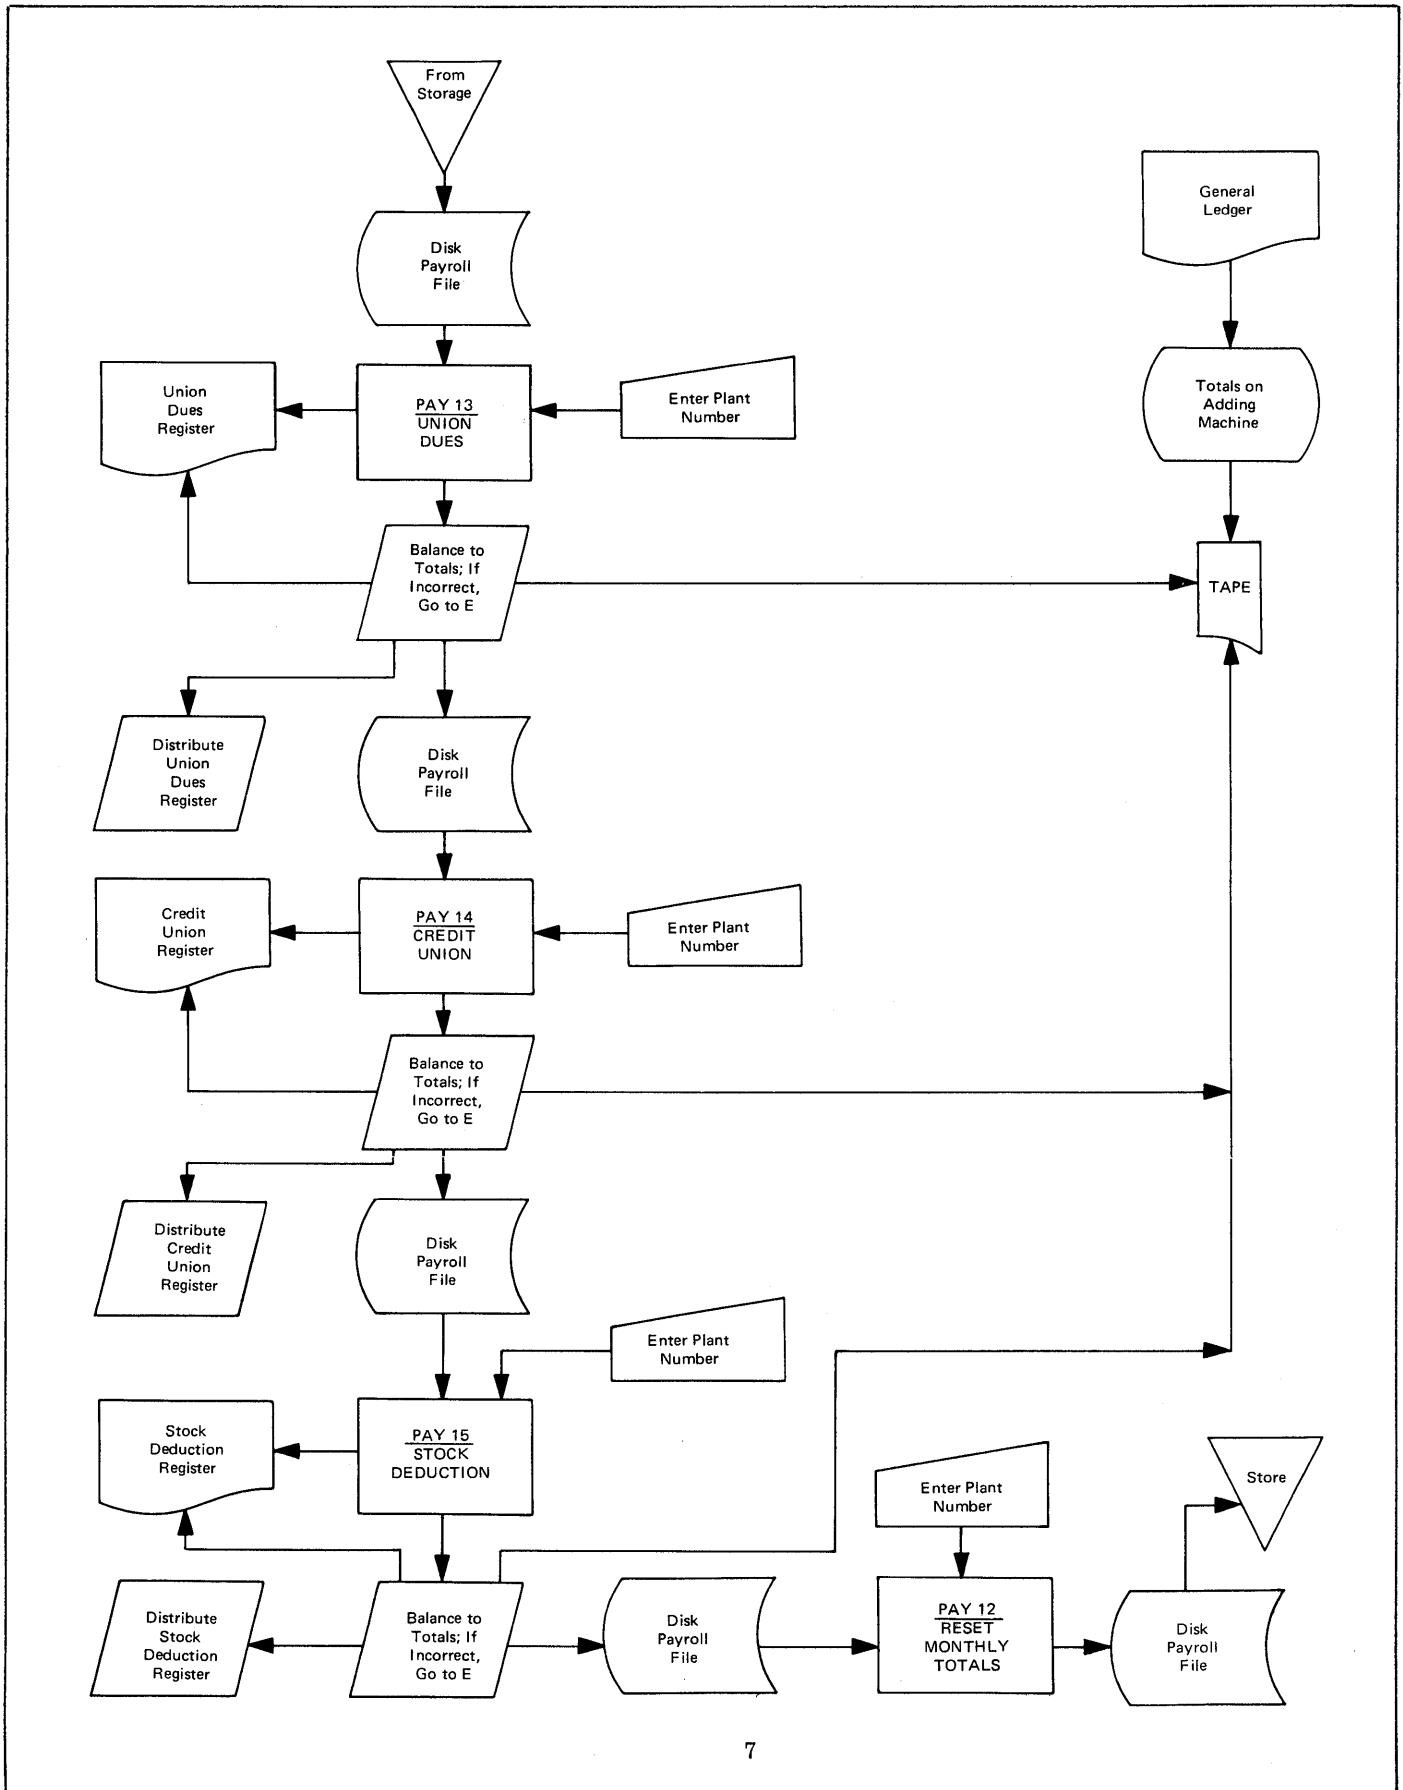 From
Storage
General
Ledger
Disk
Payroll
File
Totals on
Adding
Machine
Union
Dues
Register
PAY 13
UNION
DUES
Enter Plant
Number
Balance to
Totals; If
Incorrect,
Go to E
TAPE
Distribute
Union
Dues
Register
Disk
Payroll
File
Credit
Union
Register
PAY 14
CREDIT
UNION
Enter Plant
Number
Balance to
Totals; If
Incorrect,
Go to E
Distribute
Credit
Union
Register
Disk
Payroll
File
Enter Plant
Number
Stock
Deduction
Register
PAY 15
STOCK
DEDUCTION
Enter Plant
Number
Store
Distribute
Stock
Deduction
Register
Balance to
Totals; If
Incorrect,
Go to E
Disk
Payroll
File
PAY 12
RESET
MONTHLY
TOTALS
Disk
Payroll
File
7